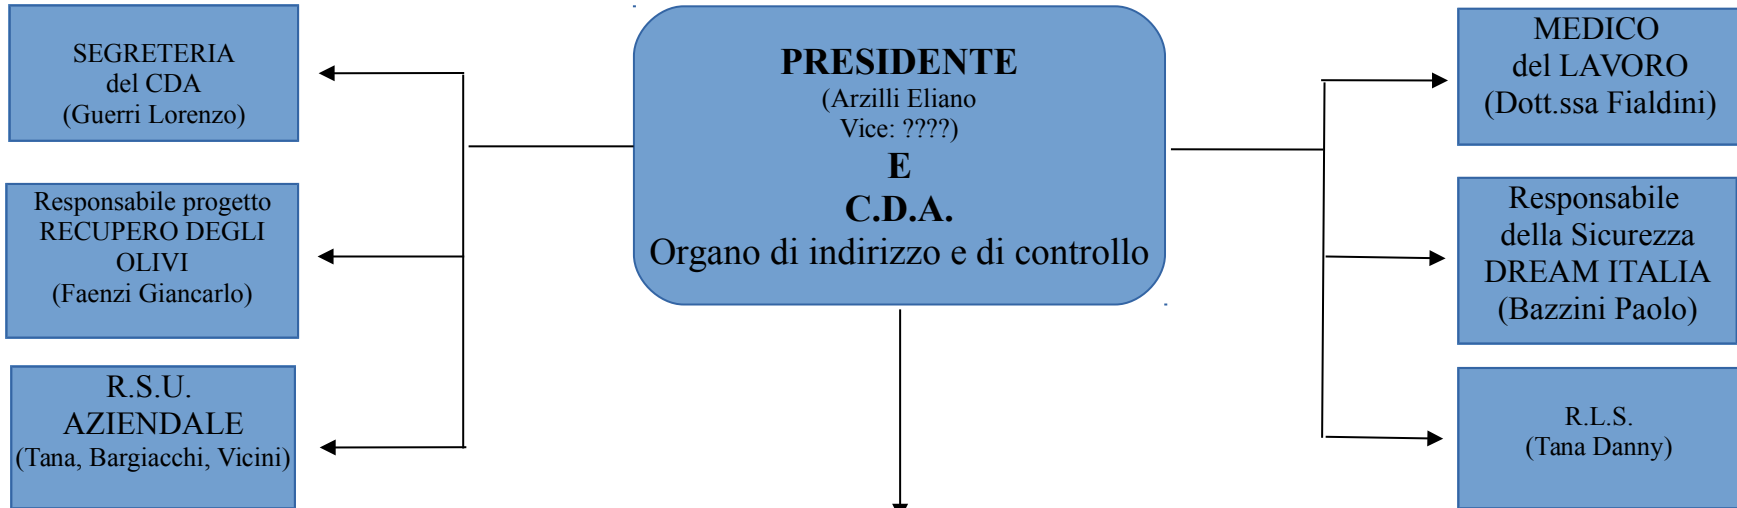 SEGRETERIA
del CDA
(Guerri Lorenzo)
Responsabile progetto
RECUPERO DEGLI
OLIVI
(Faenzi Giancarlo)
R.S.U.
AZIENDALE
(Tana, Bargiacchi, Vicini)
PRESIDENTE
(Arzilli Eliano
Vice: ????)
E
C.D.A.
Organo di indirizzo e di controllo
MEDICO
del LAVORO
(Dott.ssa Fialdini)
Responsabile
della Sicurezza
DREAM ITALIA
(Bazzini Paolo)
R.L.S.
(Tana Danny)